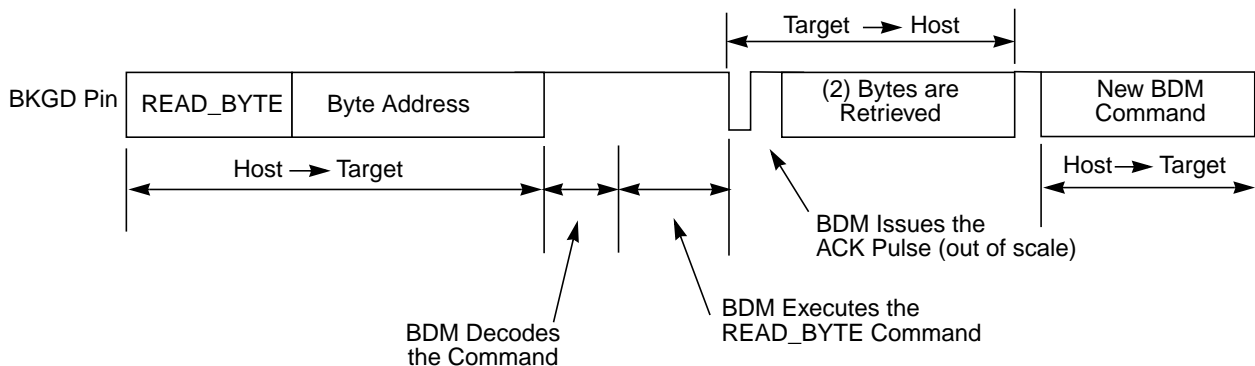 Target → Host
BKGD Pin
READ_BYTE
Byte Address
(2) Bytes are
Retrieved
New BDM
Command
Host → Target
Host → Target
BDM Issues the
ACK Pulse (out of scale)
BDM Decodes
the Command
BDM Executes the
READ_BYTE Command